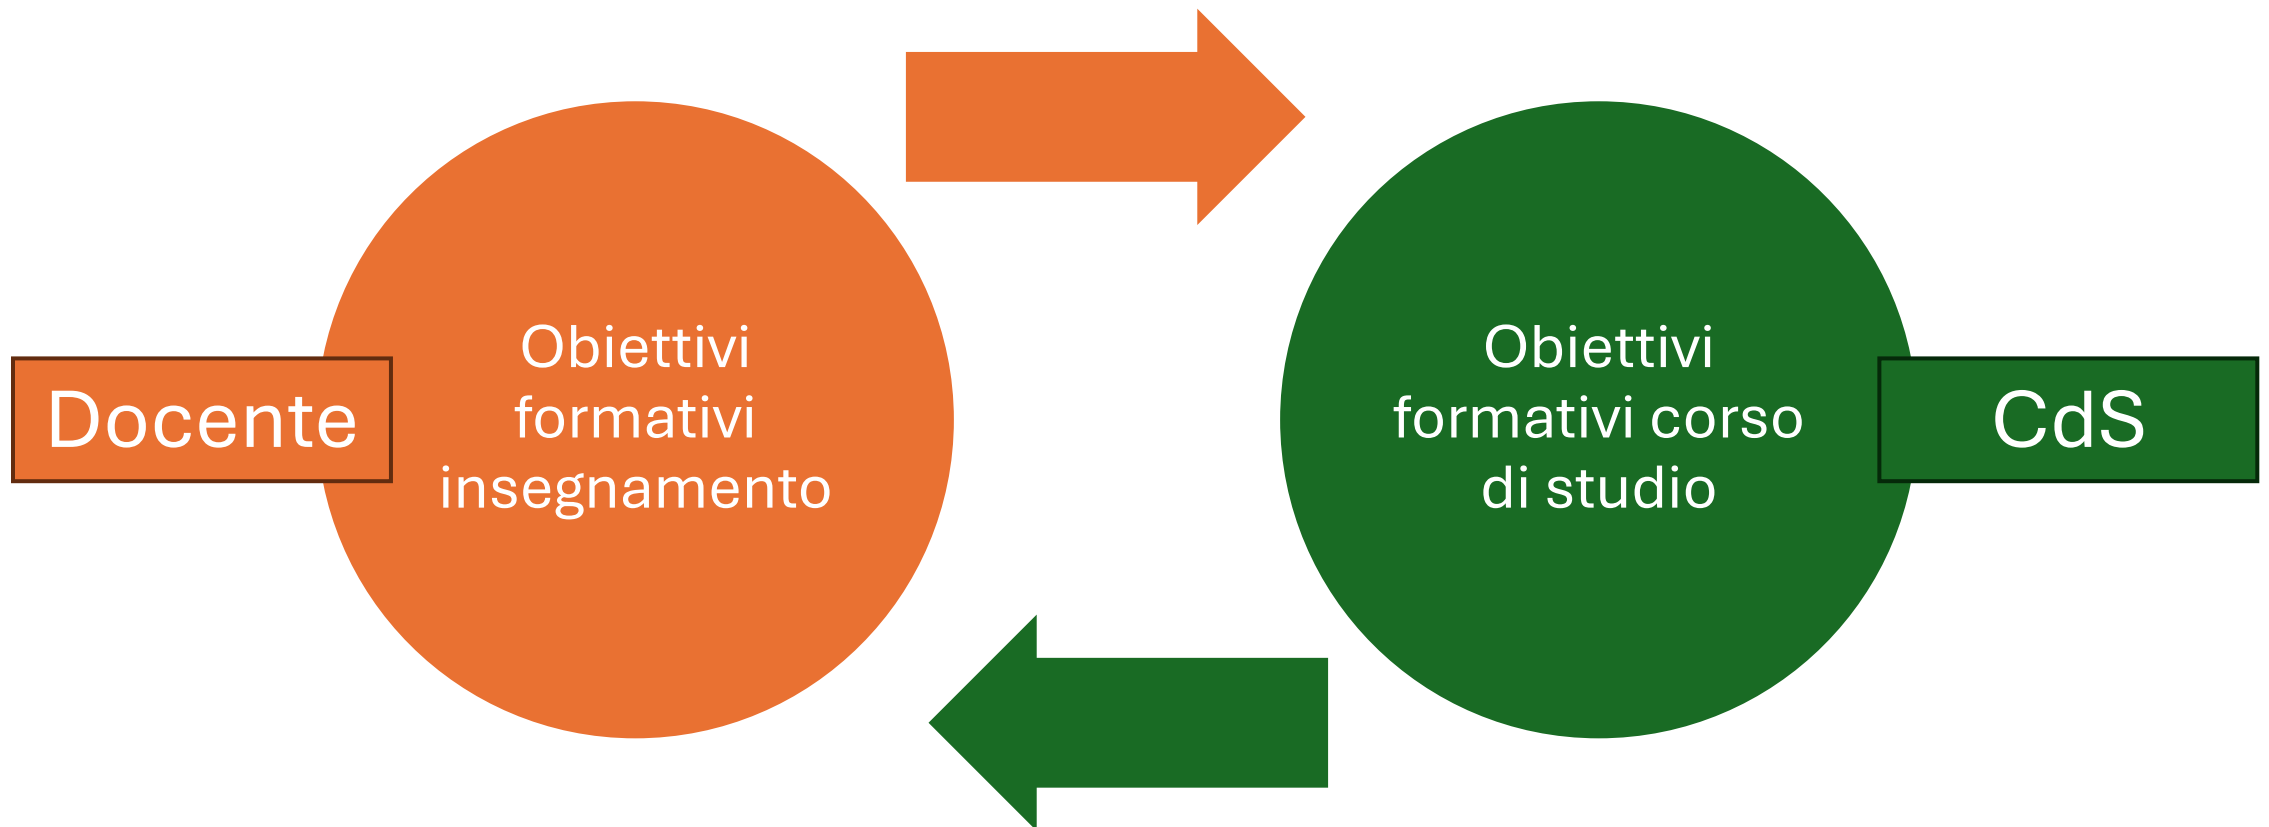 Docente
Obiettivi
formativi
insegnamento
Obiettivi
formativi corso
di studio
CdS